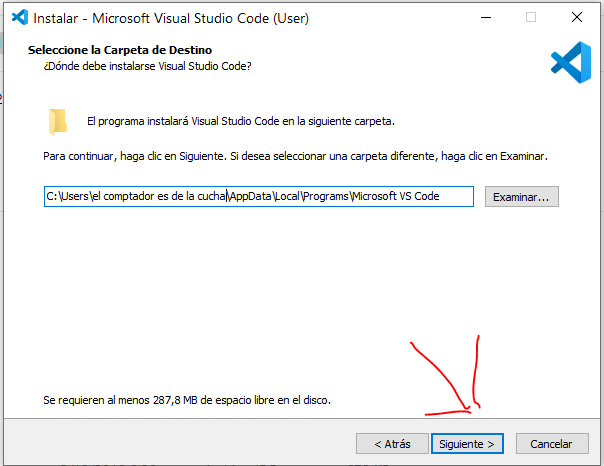 Instalar - Microsoft Visual Studio Code (User)
Seleccione la Carpeta de Destino
¿Dónde debe instalarse Visual Studio Code?
El programa instalará Visual Studio Code en la siguiente carpeta.
Para continuar, haga clic en Siguiente. Si desea seleccionar una carpeta diferente, haga clic en Examinar.
C:\Users\el comptador es de la cucha\AppData\Local\Programs\Microsoft VS Code
Examinar...
Se requieren al menos 287,8 MB de espacio libre en el disco.
< Atrás
Siguiente >
Cancelar